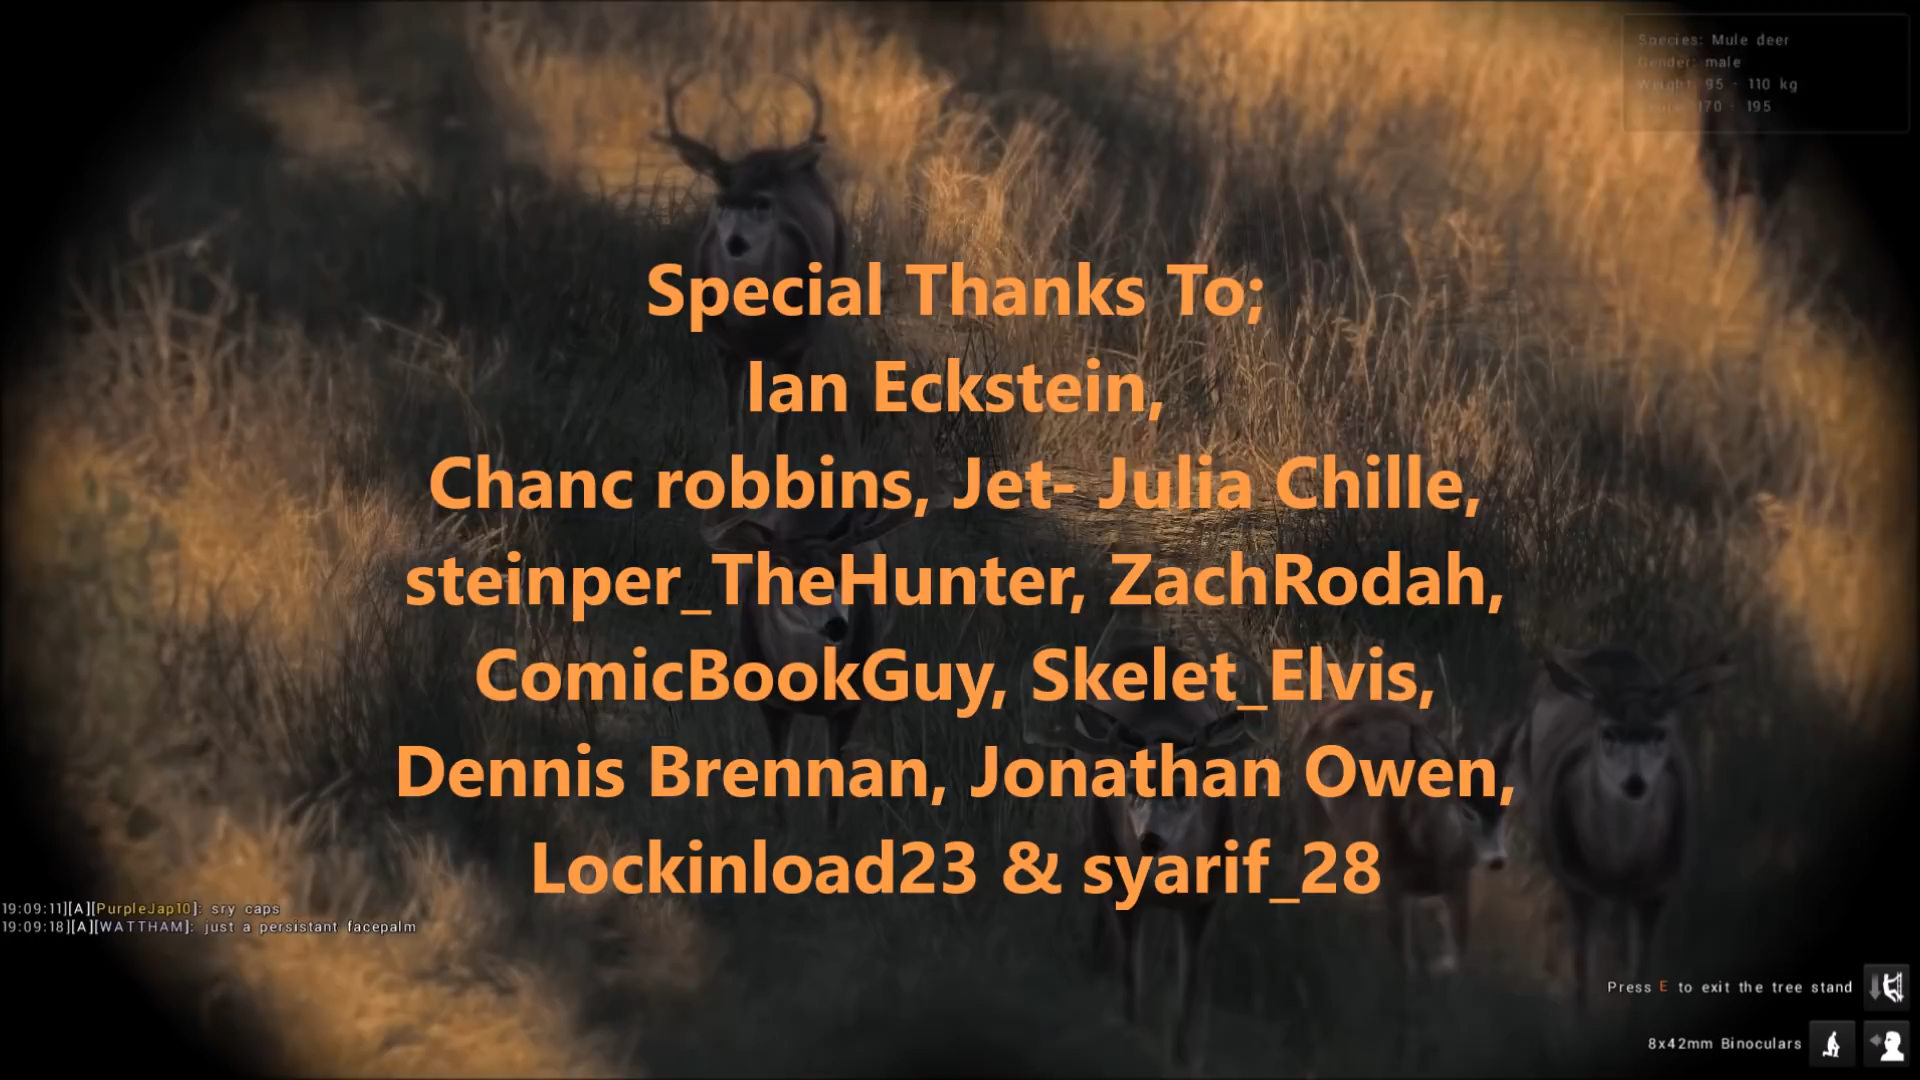 Species: Mule deer
Gender: male
Weight: 95 - 110 kg
170 - 195
Special Thanks To;
Ian Eckstein,
Chanc robbins, Jet- Julia Chille,
steinper_TheHunter, ZachRodah,
ComicBookGuy, Skelet_Elvis,
Dennis Brennan, Jonathan Owen,
Lockinload23 & syarif_28
19:09:11][A][PurpleJap10]: sry caps
19:09:18][A][WATTHAM]: just a persistant facepalm
Press E to exit the tree stand
8x42mm Binoculars